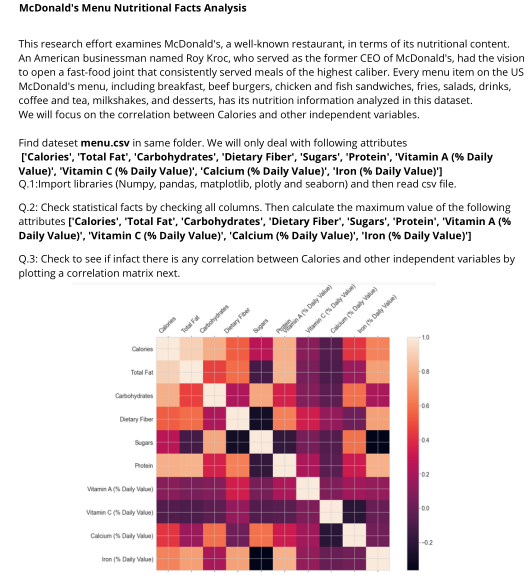 McDonald's Menu Nutritional Facts Analysis
This research effort examines McDonald's, a well-known restaurant, in terms of its nutritional content.
An American businessman named Roy Kroc, who served as the former CEO of McDonald's, had the vision
to open a fast-food joint that consistently served meals of the highest caliber. Every menu item on the US
McDonald's menu, including breakfast, beef burgers, chicken and fish sandwiches, fries, salads, drinks,
coffee and tea, milkshakes, and desserts, has its nutrition information analyzed in this dataset.
We will focus on the correlation between Calories and other independent variables.
Find dateset menu.csv in same folder. We will only deal with following attributes
['Calories', 'Total Fat', 'Carbohydrates', 'Dietary Fiber', 'Sugars', 'Protein', 'Vitamin A (% Daily
Value)', 'Vitamin C (% Daily Value)', 'Calcium (% Daily Value)', 'Iron (% Daily Value)']
Q.1:Import libraries (Numpy, pandas, matplotlib, plotly and seaborn) and then read csv file.
Q.2: Check statistical facts by checking all columns. Then calculate the maximum value of the following
attributes ['Calories', 'Total Fat', 'Carbohydrates', 'Dietary Fiber', 'Sugars', 'Protein', 'Vitamin A (%
Daily Value)', 'Vitamin C (% Daily Value)', 'Calcium (% Daily Value)', 'Iron (% Daily Value)']
Q.3: Check to see if infact there is any correlation between Calories and other independent variables by
plotting a correlation matrix next.
Calories
Total Fat
Carbohydrates
Dietary Fiber
Sugars
Protein
Vitamin A (% Daily Value)
Vitamin C (% Daily Value)
Calcium (% Daily Value)
Iron (% Daily Value)
Calories
Total Fat
Carbohydrates
Dietary Fiber
Sugars
Protein
Vitamin A (% Daily Value)
Vitamin C (% Daily Value)
Calcium (% Daily Value)
Iron (% Daily Value)
1.0
0.8
0.6
0.4
0.2
0.0
-0.2